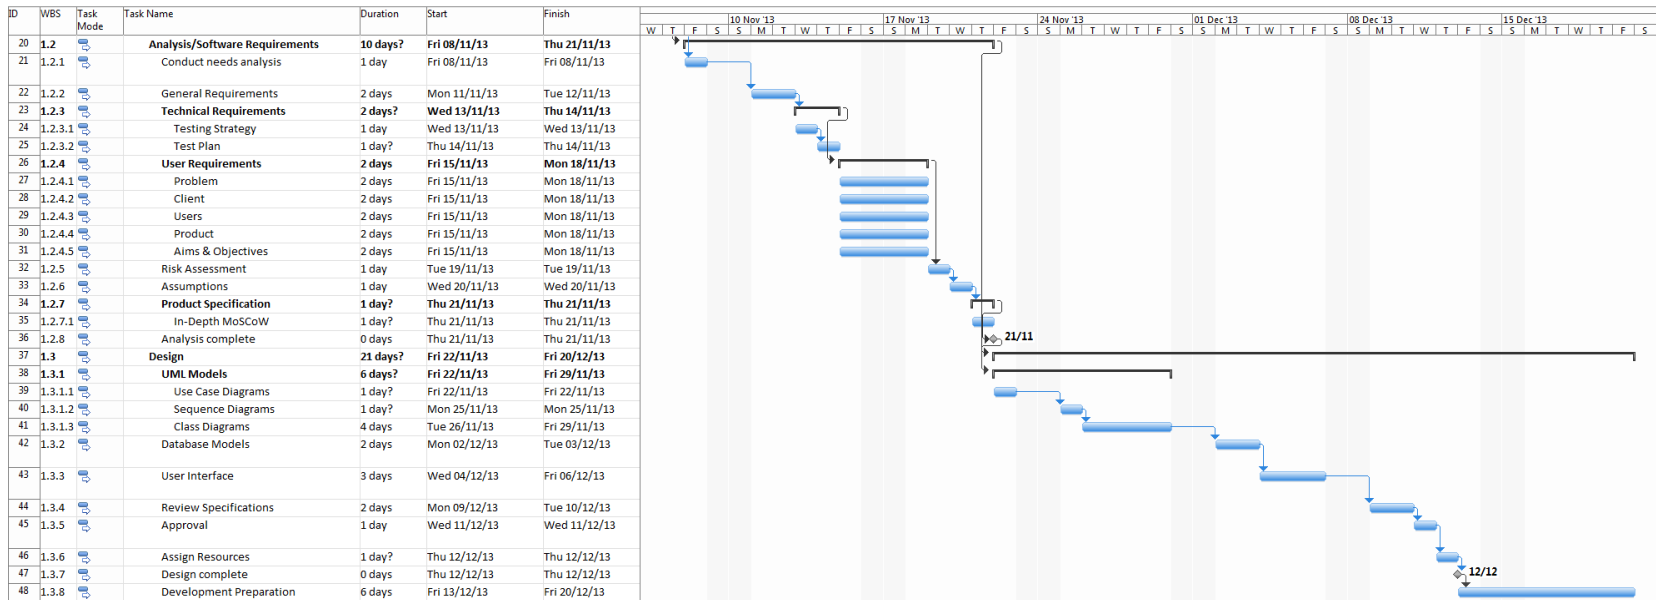 ID WBS Task Mode Task Name Duration Start Finish
10 Nov '13 17 Nov '13 24 Nov '13 01 Dec '13 08 Dec '13 15 Dec '13
W T F S S M T W T F S S M T W T F S S M T W T F S S M T W T F S S M T W T F S S M T W T F S
20 1.2 Analysis/Software Requirements 10 days? Fri 08/11/13 Thu 21/11/13
21 1.2.1 Conduct needs analysis 1 day Fri 08/11/13 Fri 08/11/13
22 1.2.2 General Requirements 2 days Mon 11/11/13 Tue 12/11/13
23 1.2.3 Technical Requirements 2 days? Wed 13/11/13 Thu 14/11/13
24 1.2.3.1 Testing Strategy 1 day Wed 13/11/13 Wed 13/11/13
25 1.2.3.2 Test Plan 1 day? Thu 14/11/13 Thu 14/11/13
26 1.2.4 User Requirements 2 days Fri 15/11/13 Mon 18/11/13
27 1.2.4.1 Problem 2 days Fri 15/11/13 Mon 18/11/13
28 1.2.4.2 Client 2 days Fri 15/11/13 Mon 18/11/13
29 1.2.4.3 Users 2 days Fri 15/11/13 Mon 18/11/13
30 1.2.4.4 Product 2 days Fri 15/11/13 Mon 18/11/13
31 1.2.4.5 Aims & Objectives 2 days Fri 15/11/13 Mon 18/11/13
32 1.2.5 Risk Assessment 1 day Tue 19/11/13 Tue 19/11/13
33 1.2.6 Assumptions 1 day Wed 20/11/13 Wed 20/11/13
34 1.2.7 Product Specification 1 day? Thu 21/11/13 Thu 21/11/13
35 1.2.7.1 In-Depth MoSCoW 1 day? Thu 21/11/13 Thu 21/11/13
36 1.2.8 Analysis complete 0 days Thu 21/11/13 Thu 21/11/13 21/11
37 1.3 Design 21 days? Fri 22/11/13 Fri 20/12/13
38 1.3.1 UML Models 6 days? Fri 22/11/13 Fri 29/11/13
39 1.3.1.1 Use Case Diagrams 1 day? Fri 22/11/13 Fri 22/11/13
40 1.3.1.2 Sequence Diagrams 1 day? Mon 25/11/13 Mon 25/11/13
41 1.3.1.3 Class Diagrams 4 days Tue 26/11/13 Fri 29/11/13
42 1.3.2 Database Models 2 days Mon 02/12/13 Tue 03/12/13
43 1.3.3 User Interface 3 days Wed 04/12/13 Fri 06/12/13
44 1.3.4 Review Specifications 2 days Mon 09/12/13 Tue 10/12/13
45 1.3.5 Approval 1 day Wed 11/12/13 Wed 11/12/13
46 1.3.6 Assign Resources 1 day? Thu 12/12/13 Thu 12/12/13
47 1.3.7 Design complete 0 days Thu 12/12/13 Thu 12/12/13 12/12
48 1.3.8 Development Preparation 6 days Fri 13/12/13 Fri 20/12/13